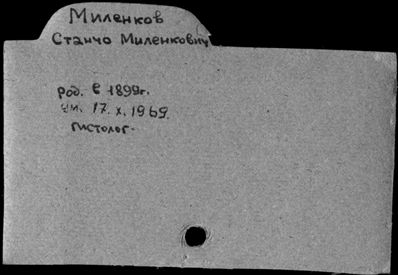 Миленков
Станчо Миленкович
род. в 1899г.
ум. 17.X.1969.
гистолог.